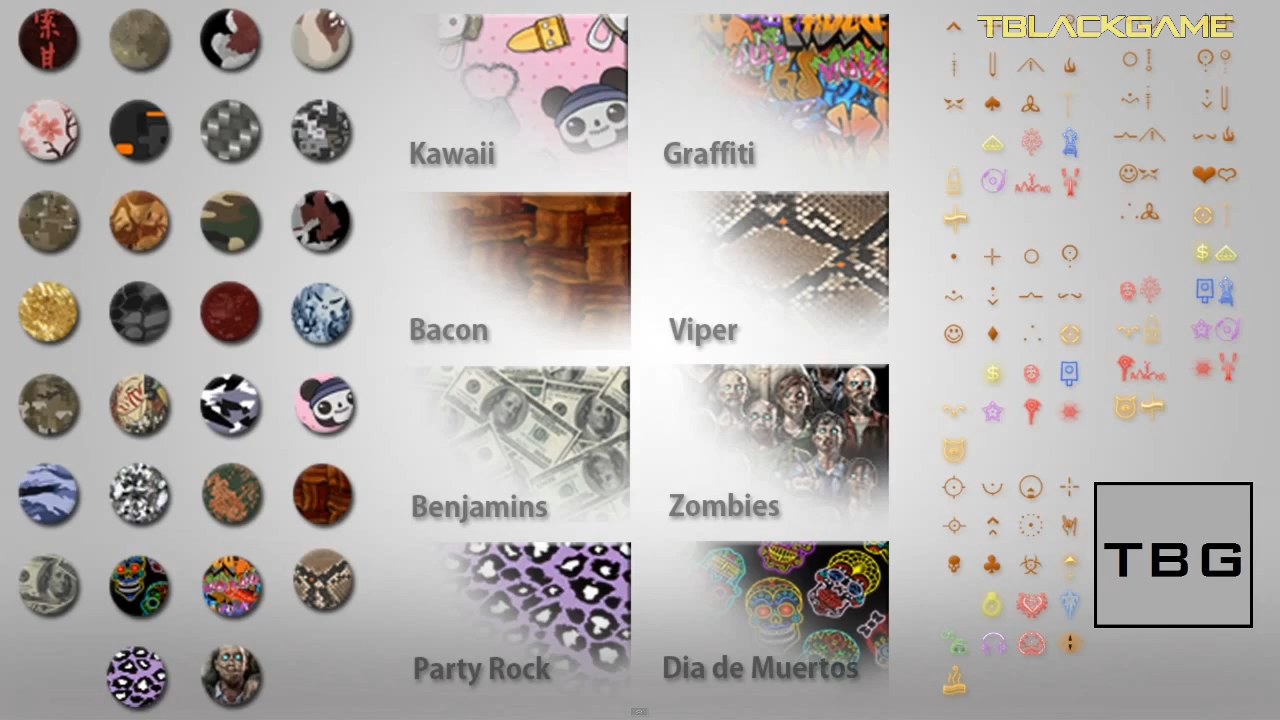 TBLACKGAME
Kawaii
Graffiti
Bacon
Viper
Benjamins
Zombies
TBG
Party Rock
Dia de Muertos